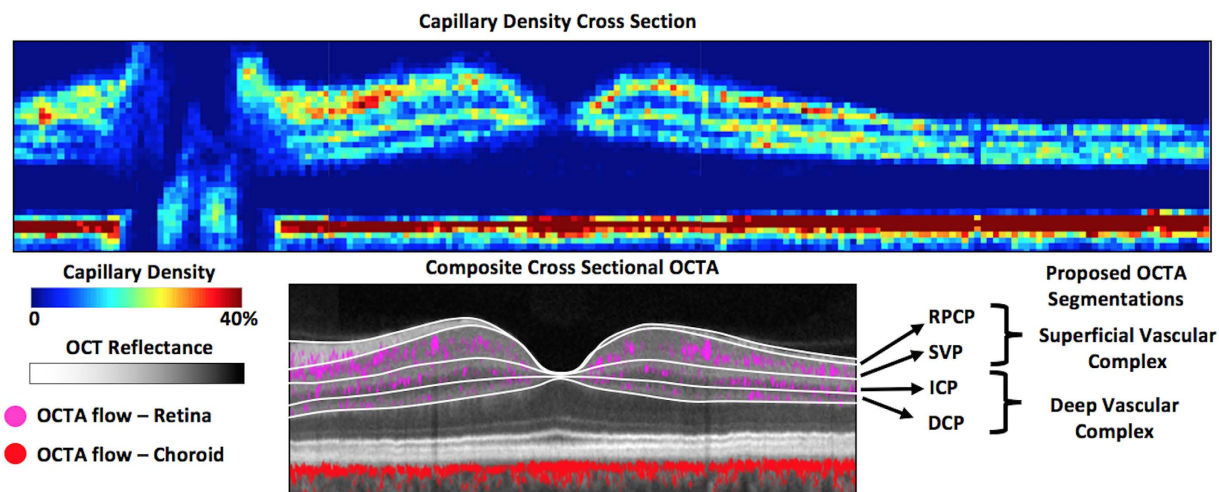 Capillary Density Cross Section
Capillary Density
0 40%
OCT Reflectance
OCTA flow – Retina
OCTA flow – Choroid
Composite Cross Sectional OCTA
RPCP
SVP
ICP
DCP
Proposed OCTA
Segmentations
Superficial Vascular
Complex
Deep Vascular
Complex